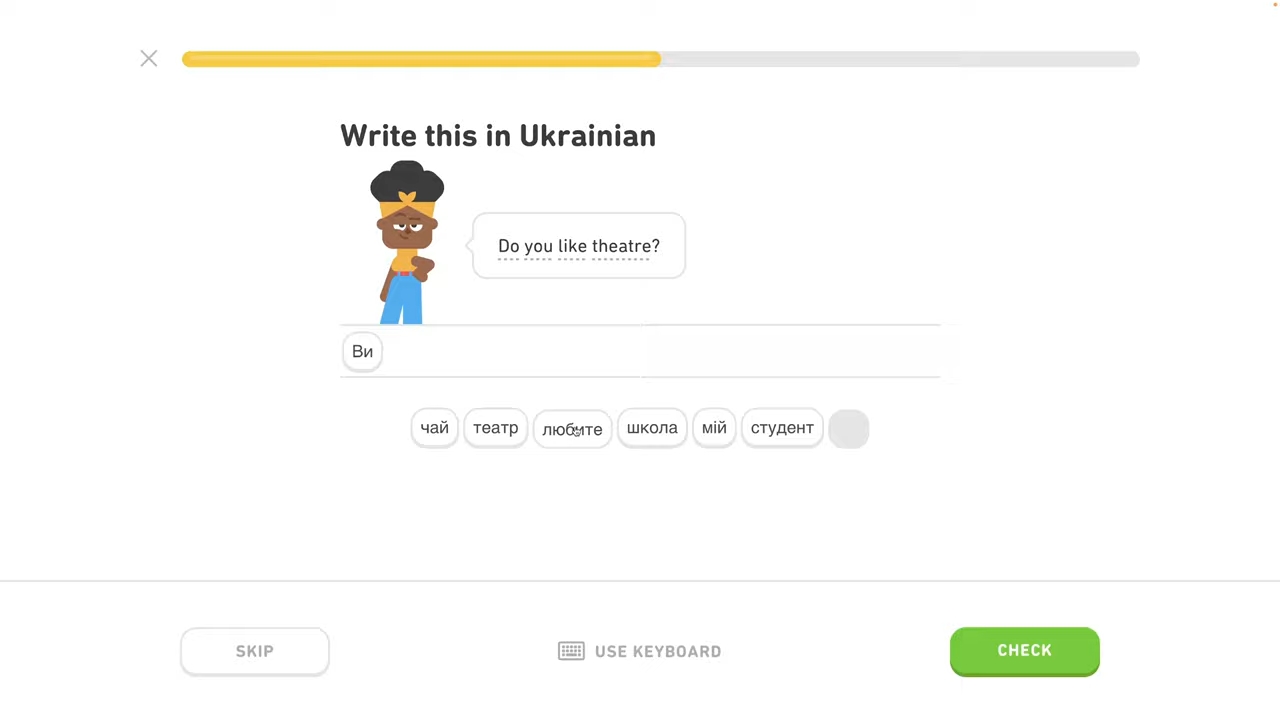 Write this in Ukrainian
Do you like theatre?
Ви
чай театр любите школа мій студент
SKIP USE KEYBOARD CHECK